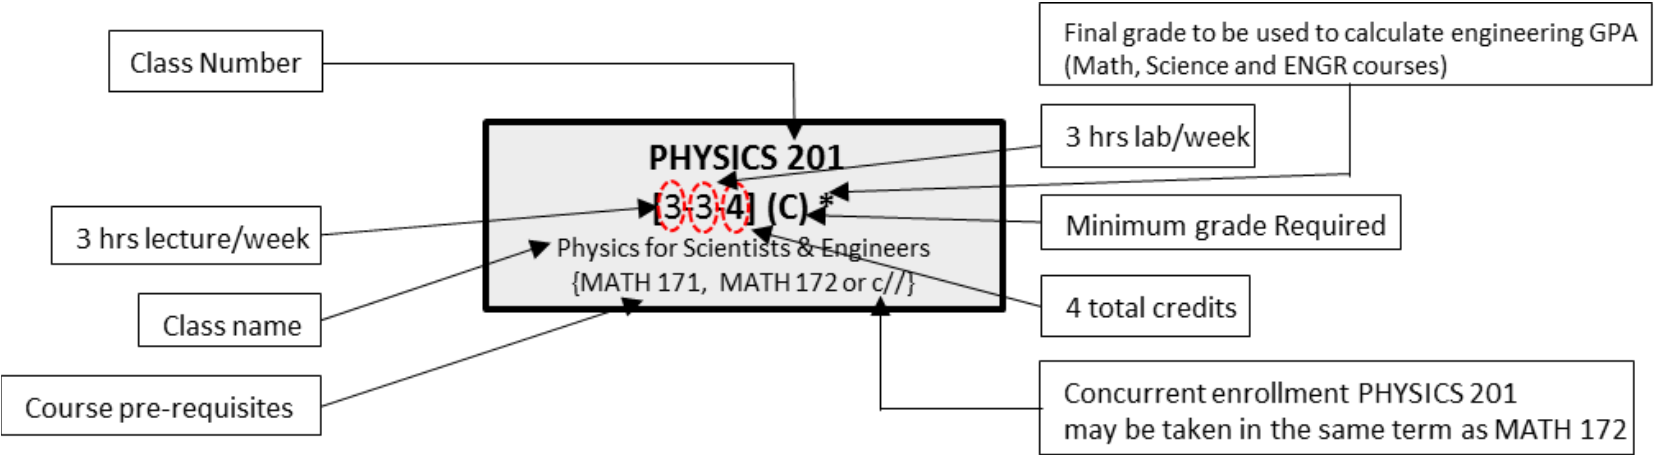 Final grade to be used to calculate engineering GPA
(Math, Science and ENGR courses)
Class Number
3 hrs lab/week
PHYSICS 201
[3-3-4] (C) *
3 hrs lecture/week
Minimum grade Required
Physics for Scientists & Engineers
{MATH 171, MATH 172 or c//}
Class name
4 total credits
Course pre-requisites
Concurrent enrollment PHYSICS 201
may be taken in the same term as MATH 172